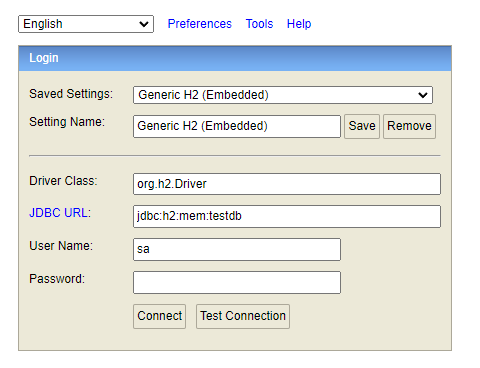 English Preferences Tools Help
Login
Saved Settings: Generic H2 (Embedded)
Setting Name: Generic H2 (Embedded) Save Remove
Driver Class: org.h2.Driver
JDBC URL: jdbc:h2:mem:testdb
User Name: sa
Password:
Connect Test Connection